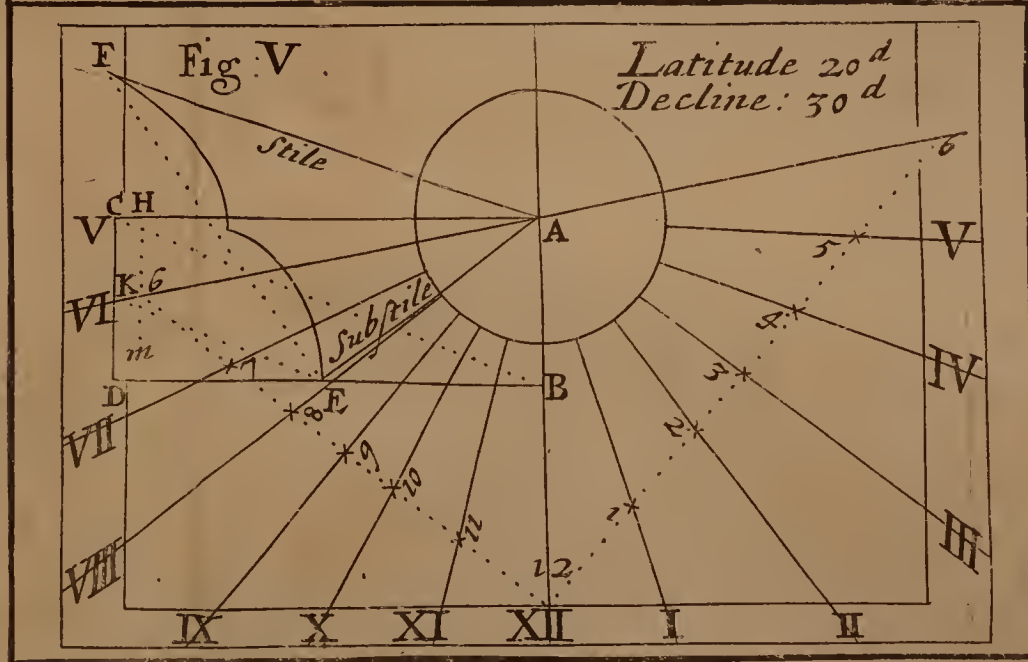 F Fig: V Latitude 20 d
Decline: 30 d
Stile
6
C H
V A 5 V
K 6
VI Substile 4 IV
m 7 3
D B
8 E
VII 2
9
10
11 1 III
VIII 12
IX X XI XII I II